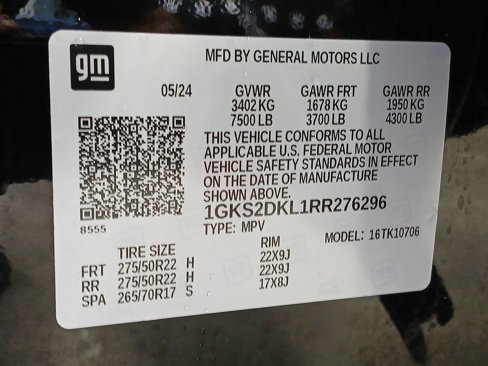 gm
MFD BY GENERAL MOTORS LLC
05/24 GVWR GAWR FRT GAWR RR
3402 KG 1678 KG 1950 KG
7500 LB 3700 LB 4300 LB
THIS VEHICLE CONFORMS TO ALL
APPLICABLE U.S. FEDERAL MOTOR
VEHICLE SAFETY STANDARDS IN EFFECT
ON THE DATE OF MANUFACTURE
SHOWN ABOVE.
1GKS2DKL1RR276296
8555
TYPE: MPV MODEL: 16TK10706
TIRE SIZE RIM
FRT 275/50R22 H 22X9J
RR 275/50R22 H 22X9J
SPA 265/70R17 S 17X8J